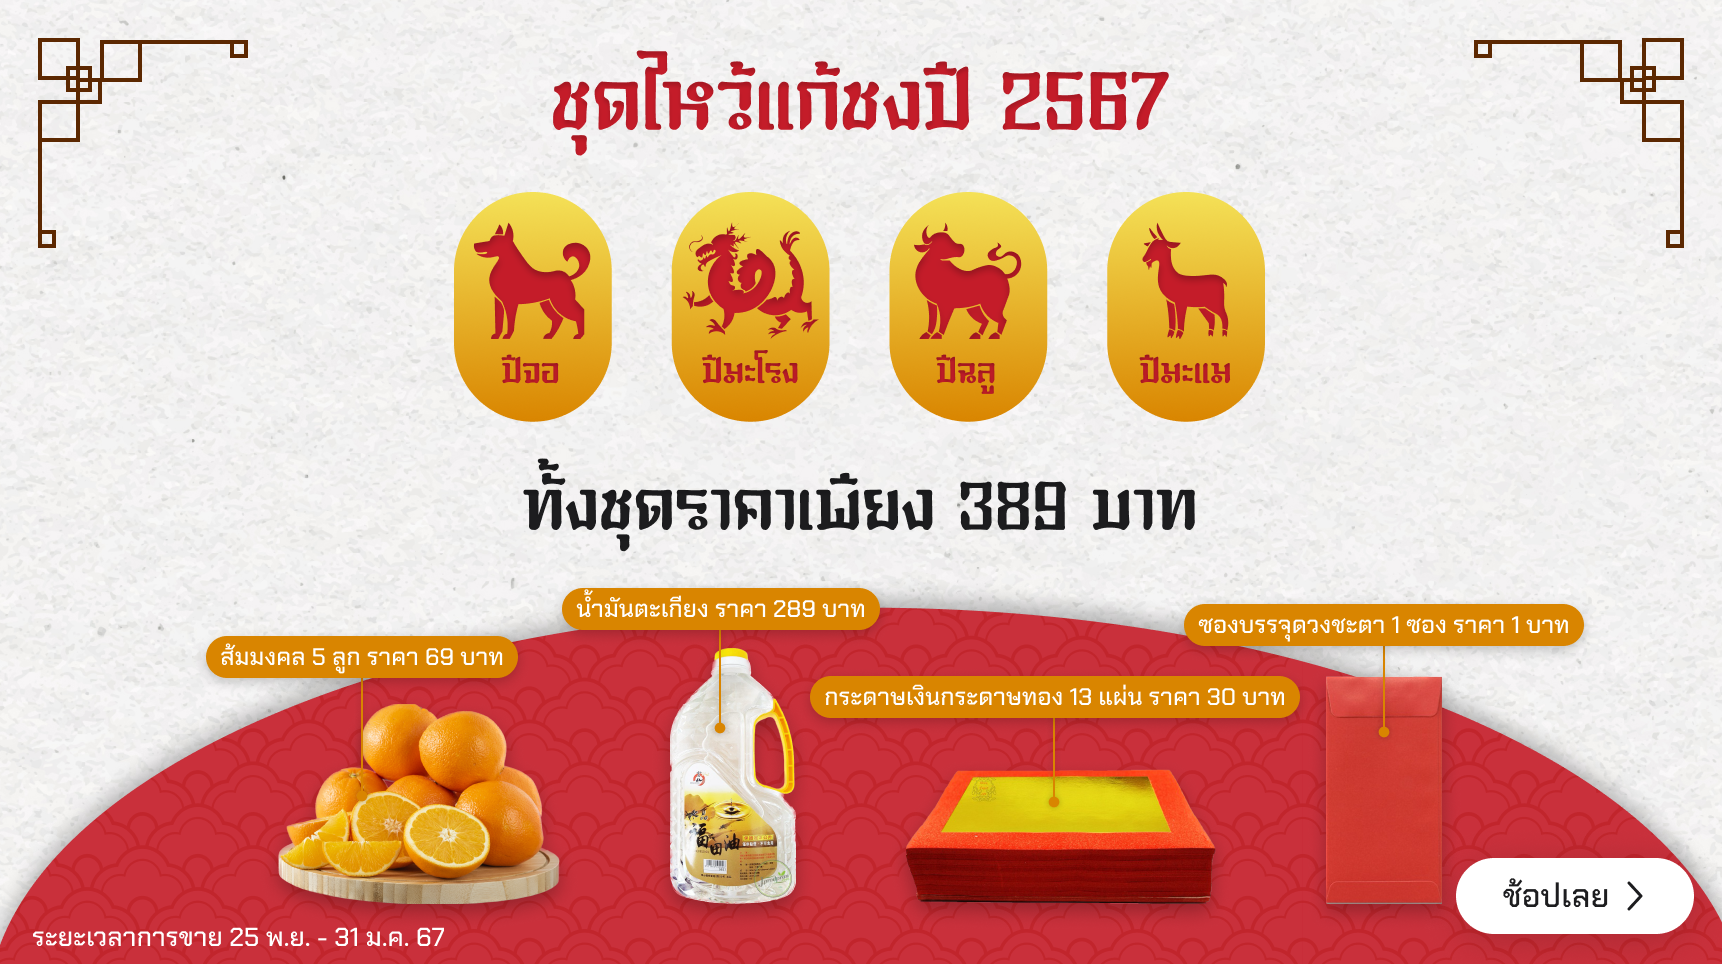 ชุดไหว้แก้ชงปี 2567
ปีจอ
ปีมะโรง
ปีฉลู
ปีมะแม
ทั้งชุดราคาเพียง 389 บาท
น้ำมันตะเกียง ราคา 289 บาท
ซองบรรจุดวงชะตา 1 ซอง ราคา 1 บาท
ส้มมงคล 5 ลูก ราคา 69 บาท
กระดาษเงินกระดาษทอง 13 แผ่น ราคา 30 บาท
福田油
ช้อปเลย
ระยะเวลาการขาย 25 พ.ย. - 31 ม.ค. 67